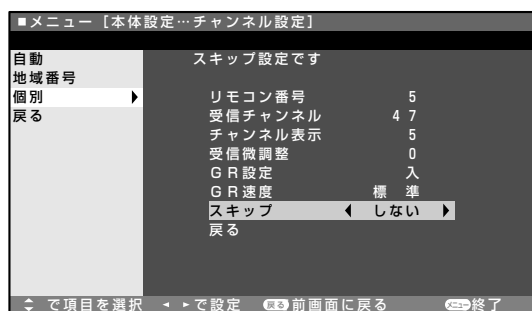 ■メニュー [本体設定…チャンネル設定]
自動
地域番号
個別
戻る
スキップ設定です
リモコン番号 5
受信チャンネル 47
チャンネル表示 5
受信微調整 0
GR設定 入
GR速度 標 準
スキップ しない
戻る
で項目を選択 で設定 戻る 前画面に戻る メニュー 終了